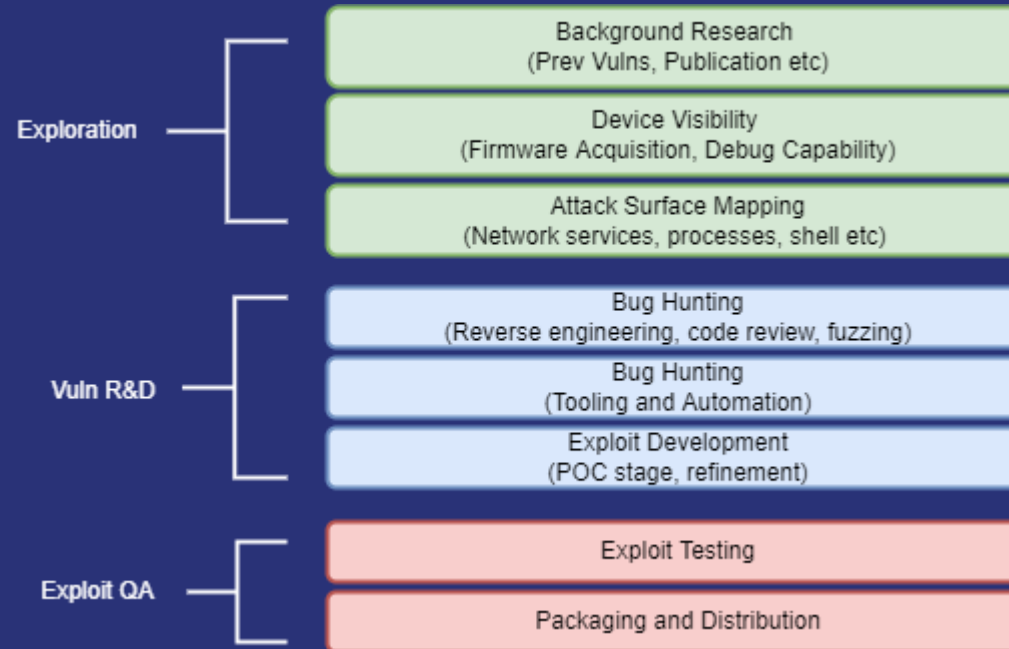 Exploration
Background Research
(Prev Vulns, Publication etc)
Device Visibility
(Firmware Acquisition, Debug Capability)
Attack Surface Mapping
(Network services, processes, shell etc)
Vuln R&D
Bug Hunting
(Reverse engineering, code review, fuzzing)
Bug Hunting
(Tooling and Automation)
Exploit Development
(POC stage, refinement)
Exploit QA
Exploit Testing
Packaging and Distribution